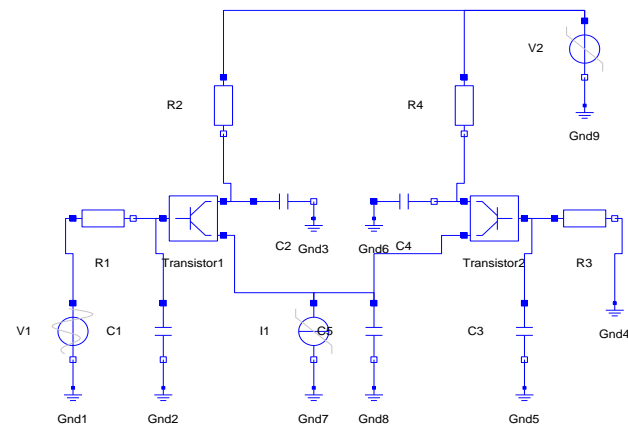 V2
R2
R4
Gnd9
C2
Gnd3
Gnd6
C4
R1
Transistor1
Transistor2
R3
V1
C1
I1
C5
C3
Gnd4
Gnd1
Gnd2
Gnd7
Gnd8
Gnd5